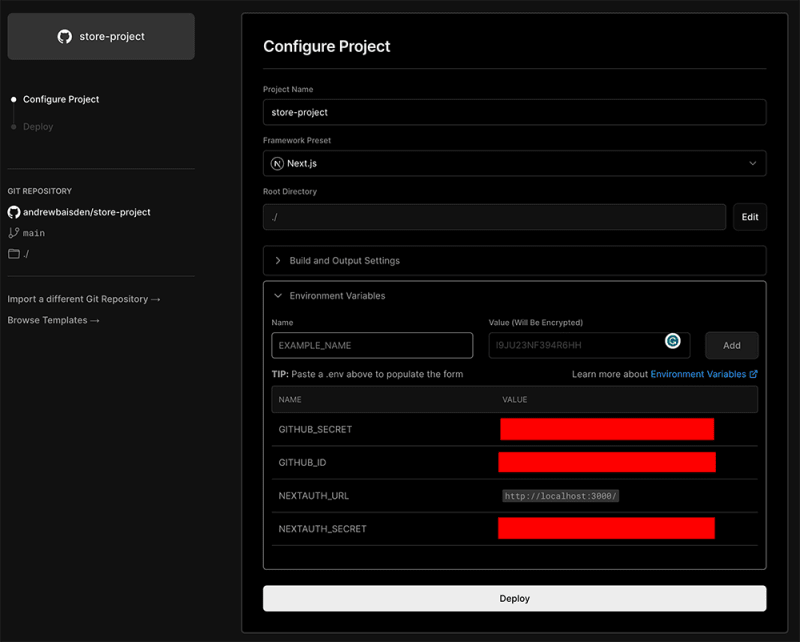 store-project
Configure Project
Deploy
GIT REPOSITORY
andrewbaisden/store-project
main
./
Import a different Git Repository →
Browse Templates →
Configure Project
Project Name
store-project
Framework Preset
N Next.js
Root Directory
./
Edit
Build and Output Settings
Environment Variables
Name Value (Will Be Encrypted)
EXAMPLE_NAME I9JU23NF394R6HH Add
TIP: Paste a .env above to populate the form Learn more about Environment Variables
NAME VALUE
GITHUB_SECRET
GITHUB_ID
NEXTAUTH_URL http://localhost:3000/
NEXTAUTH_SECRET
Deploy